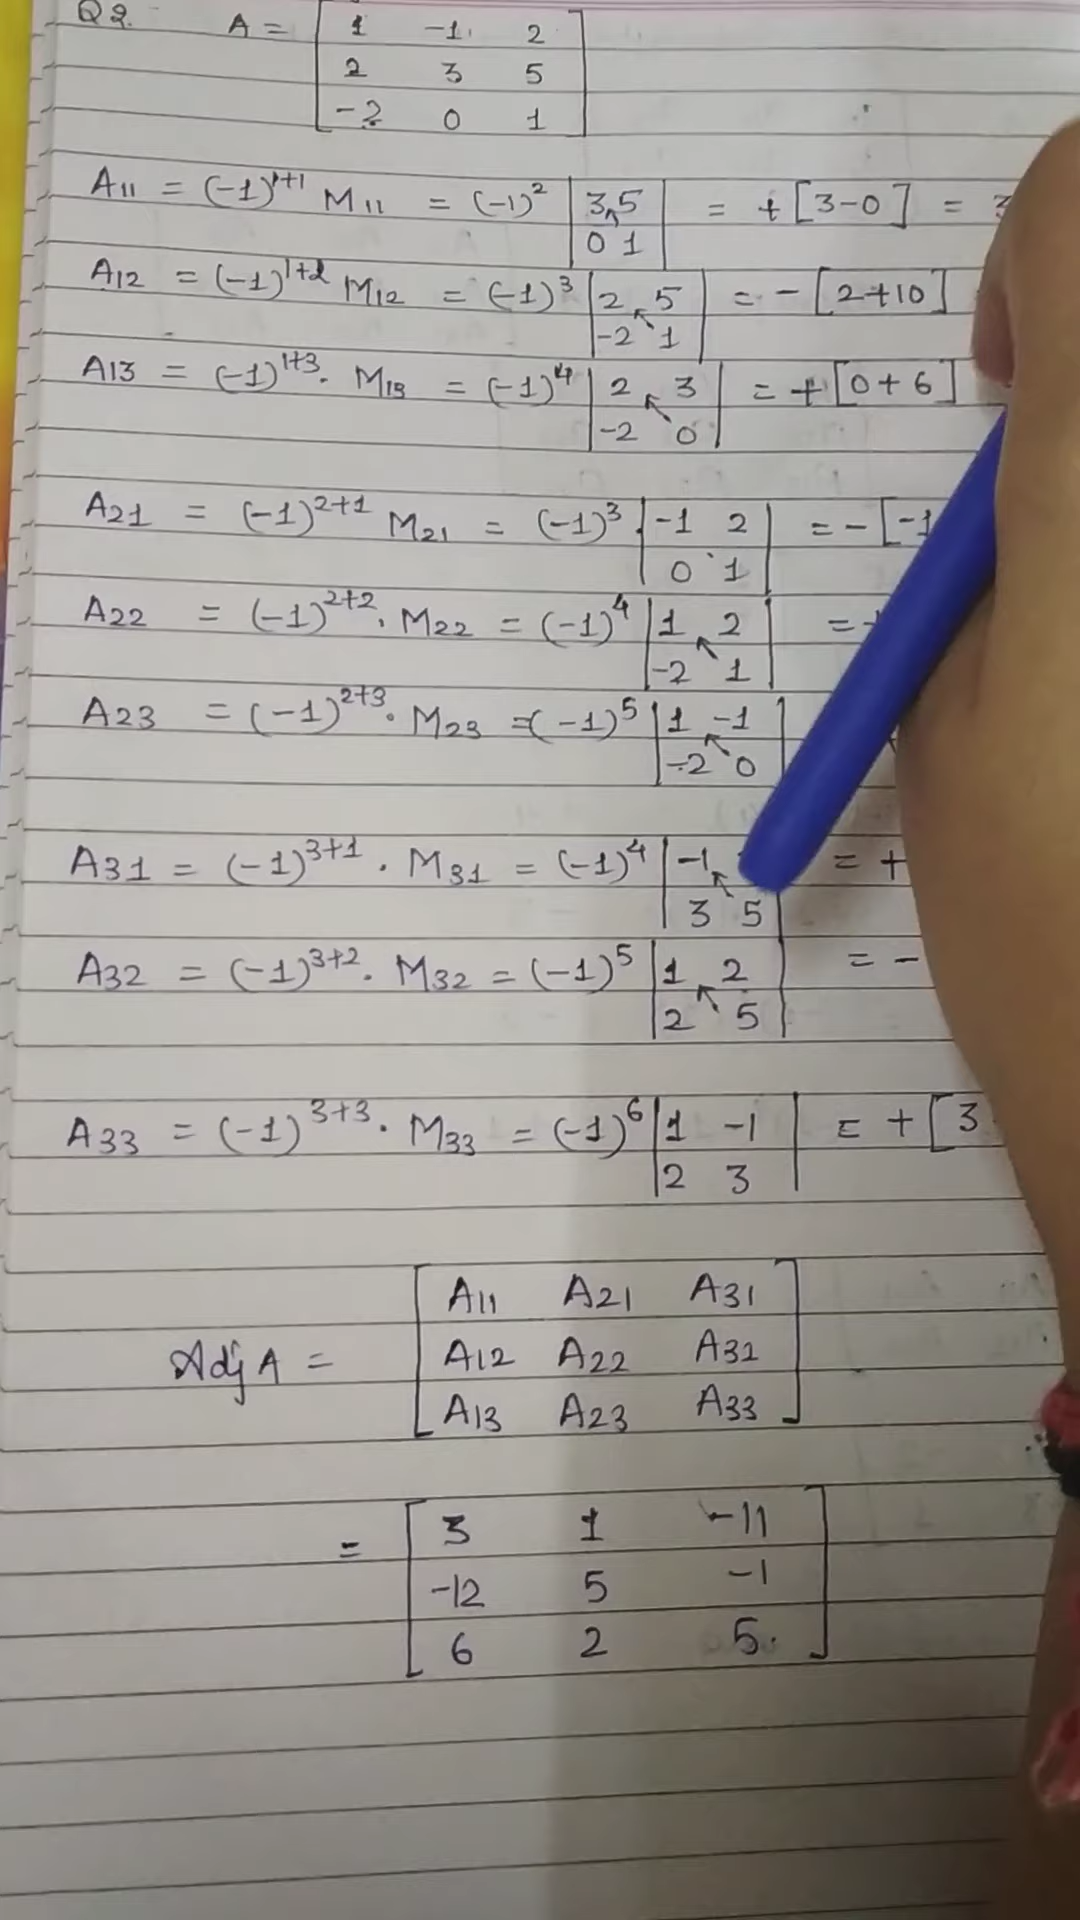 Q2. A = [ 1 -1 2
2 3 5
-2 0 1 ]
A11 = (-1)^1+1 M11 = (-1)^2 | 3 5 | = + [3-0] = 3
0 1
A12 = (-1)^1+2 M12 = (-1)^3 | 2 5 | = - [2+10]
-2 1
A13 = (-1)^1+3 . M13 = (-1)^4 | 2 3 | = + [0+6]
-2 0
A21 = (-1)^2+1 M21 = (-1)^3 . | -1 2 | = - [-1
0 1
A22 = (-1)^2+2 . M22 = (-1)^4 | 1 2 | = +
-2 1
A23 = (-1)^2+3 . M23 = (-1)^5 | 1 -1 |
-2 0
A31 = (-1)^3+1 . M31 = (-1)^4 | -1 | = +
3 5
A32 = (-1)^3+2 . M32 = (-1)^5 | 1 2 | = -
2 5
A33 = (-1)^3+3 . M33 = (-1)^6 | 1 -1 | = + [3
2 3
A11 A21 A31
Adj A = [ A12 A22 A32 ]
A13 A23 A33
= [ 3 1 -11
-12 5 -1
6 2 5. ]